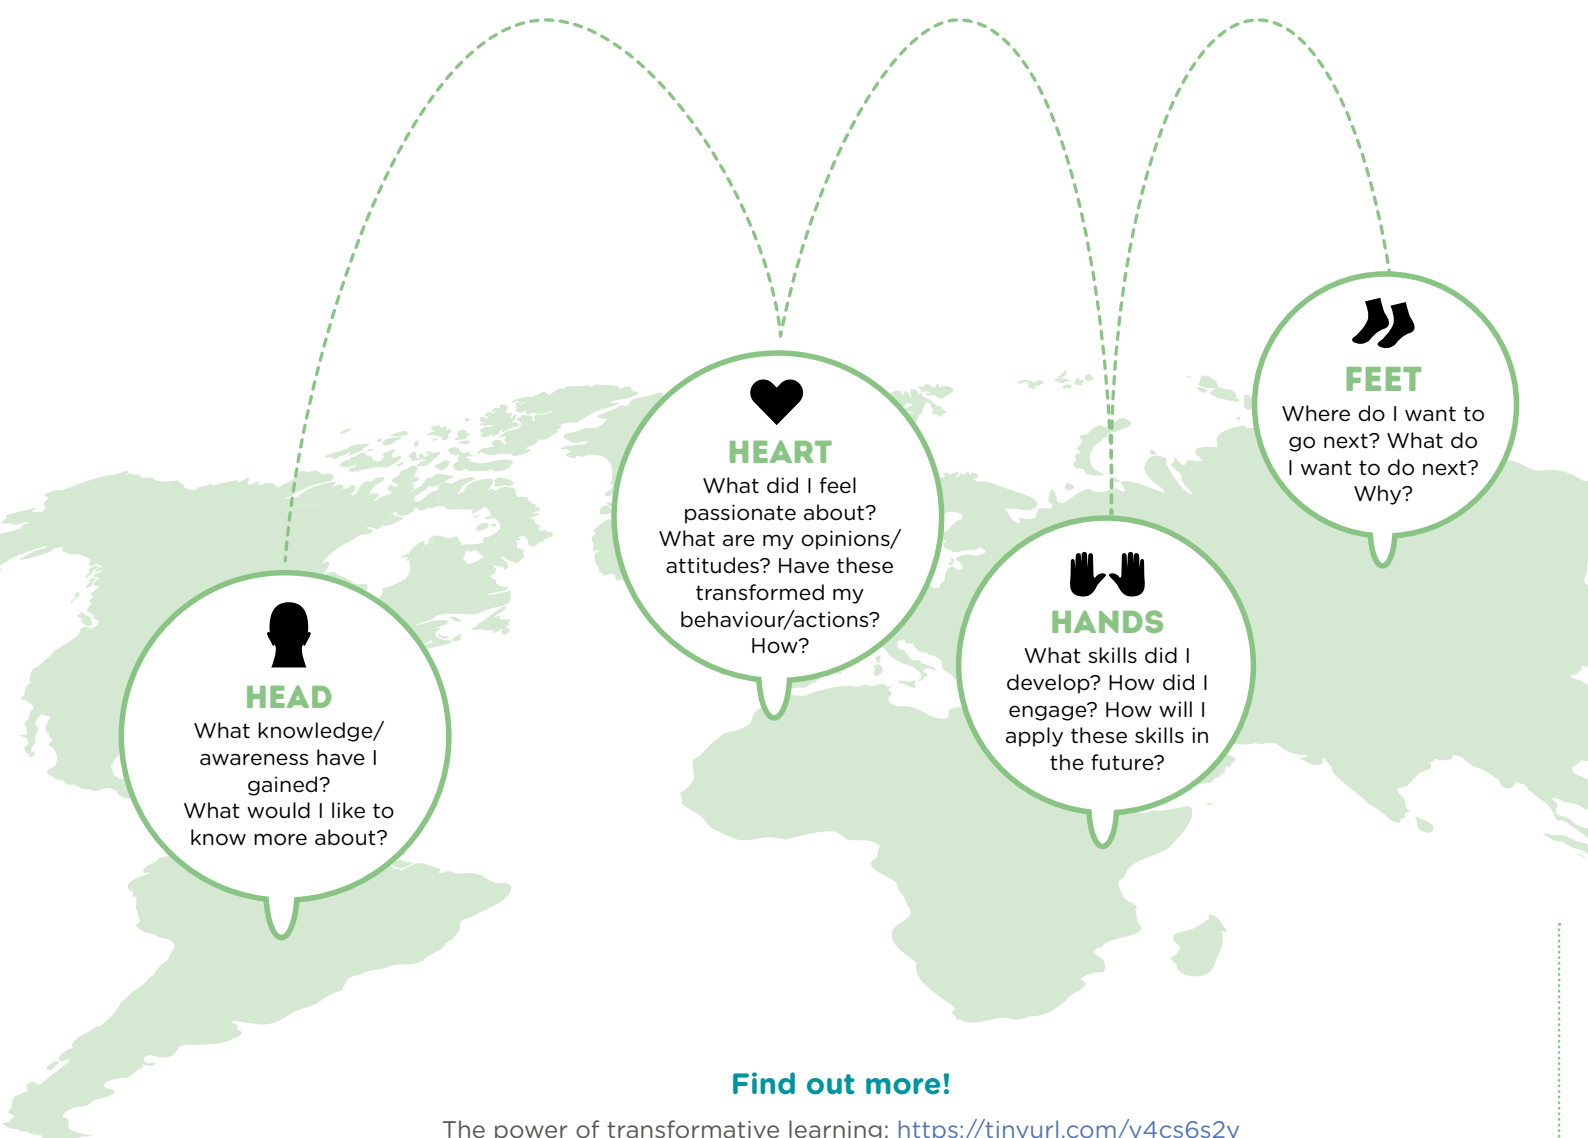 HEAD
What knowledge/
awareness have I
gained?
What would I like to
know more about?
HEART
What did I feel
passionate about?
What are my opinions/
attitudes? Have these
transformed my
behaviour/actions?
How?
HANDS
What skills did I
develop? How did I
engage? How will I
apply these skills in
the future?
FEET
Where do I want to
go next? What do
I want to do next?
Why?
Find out more!
The power of transformative learning: https://tinyurl.com/y4cs6s2v